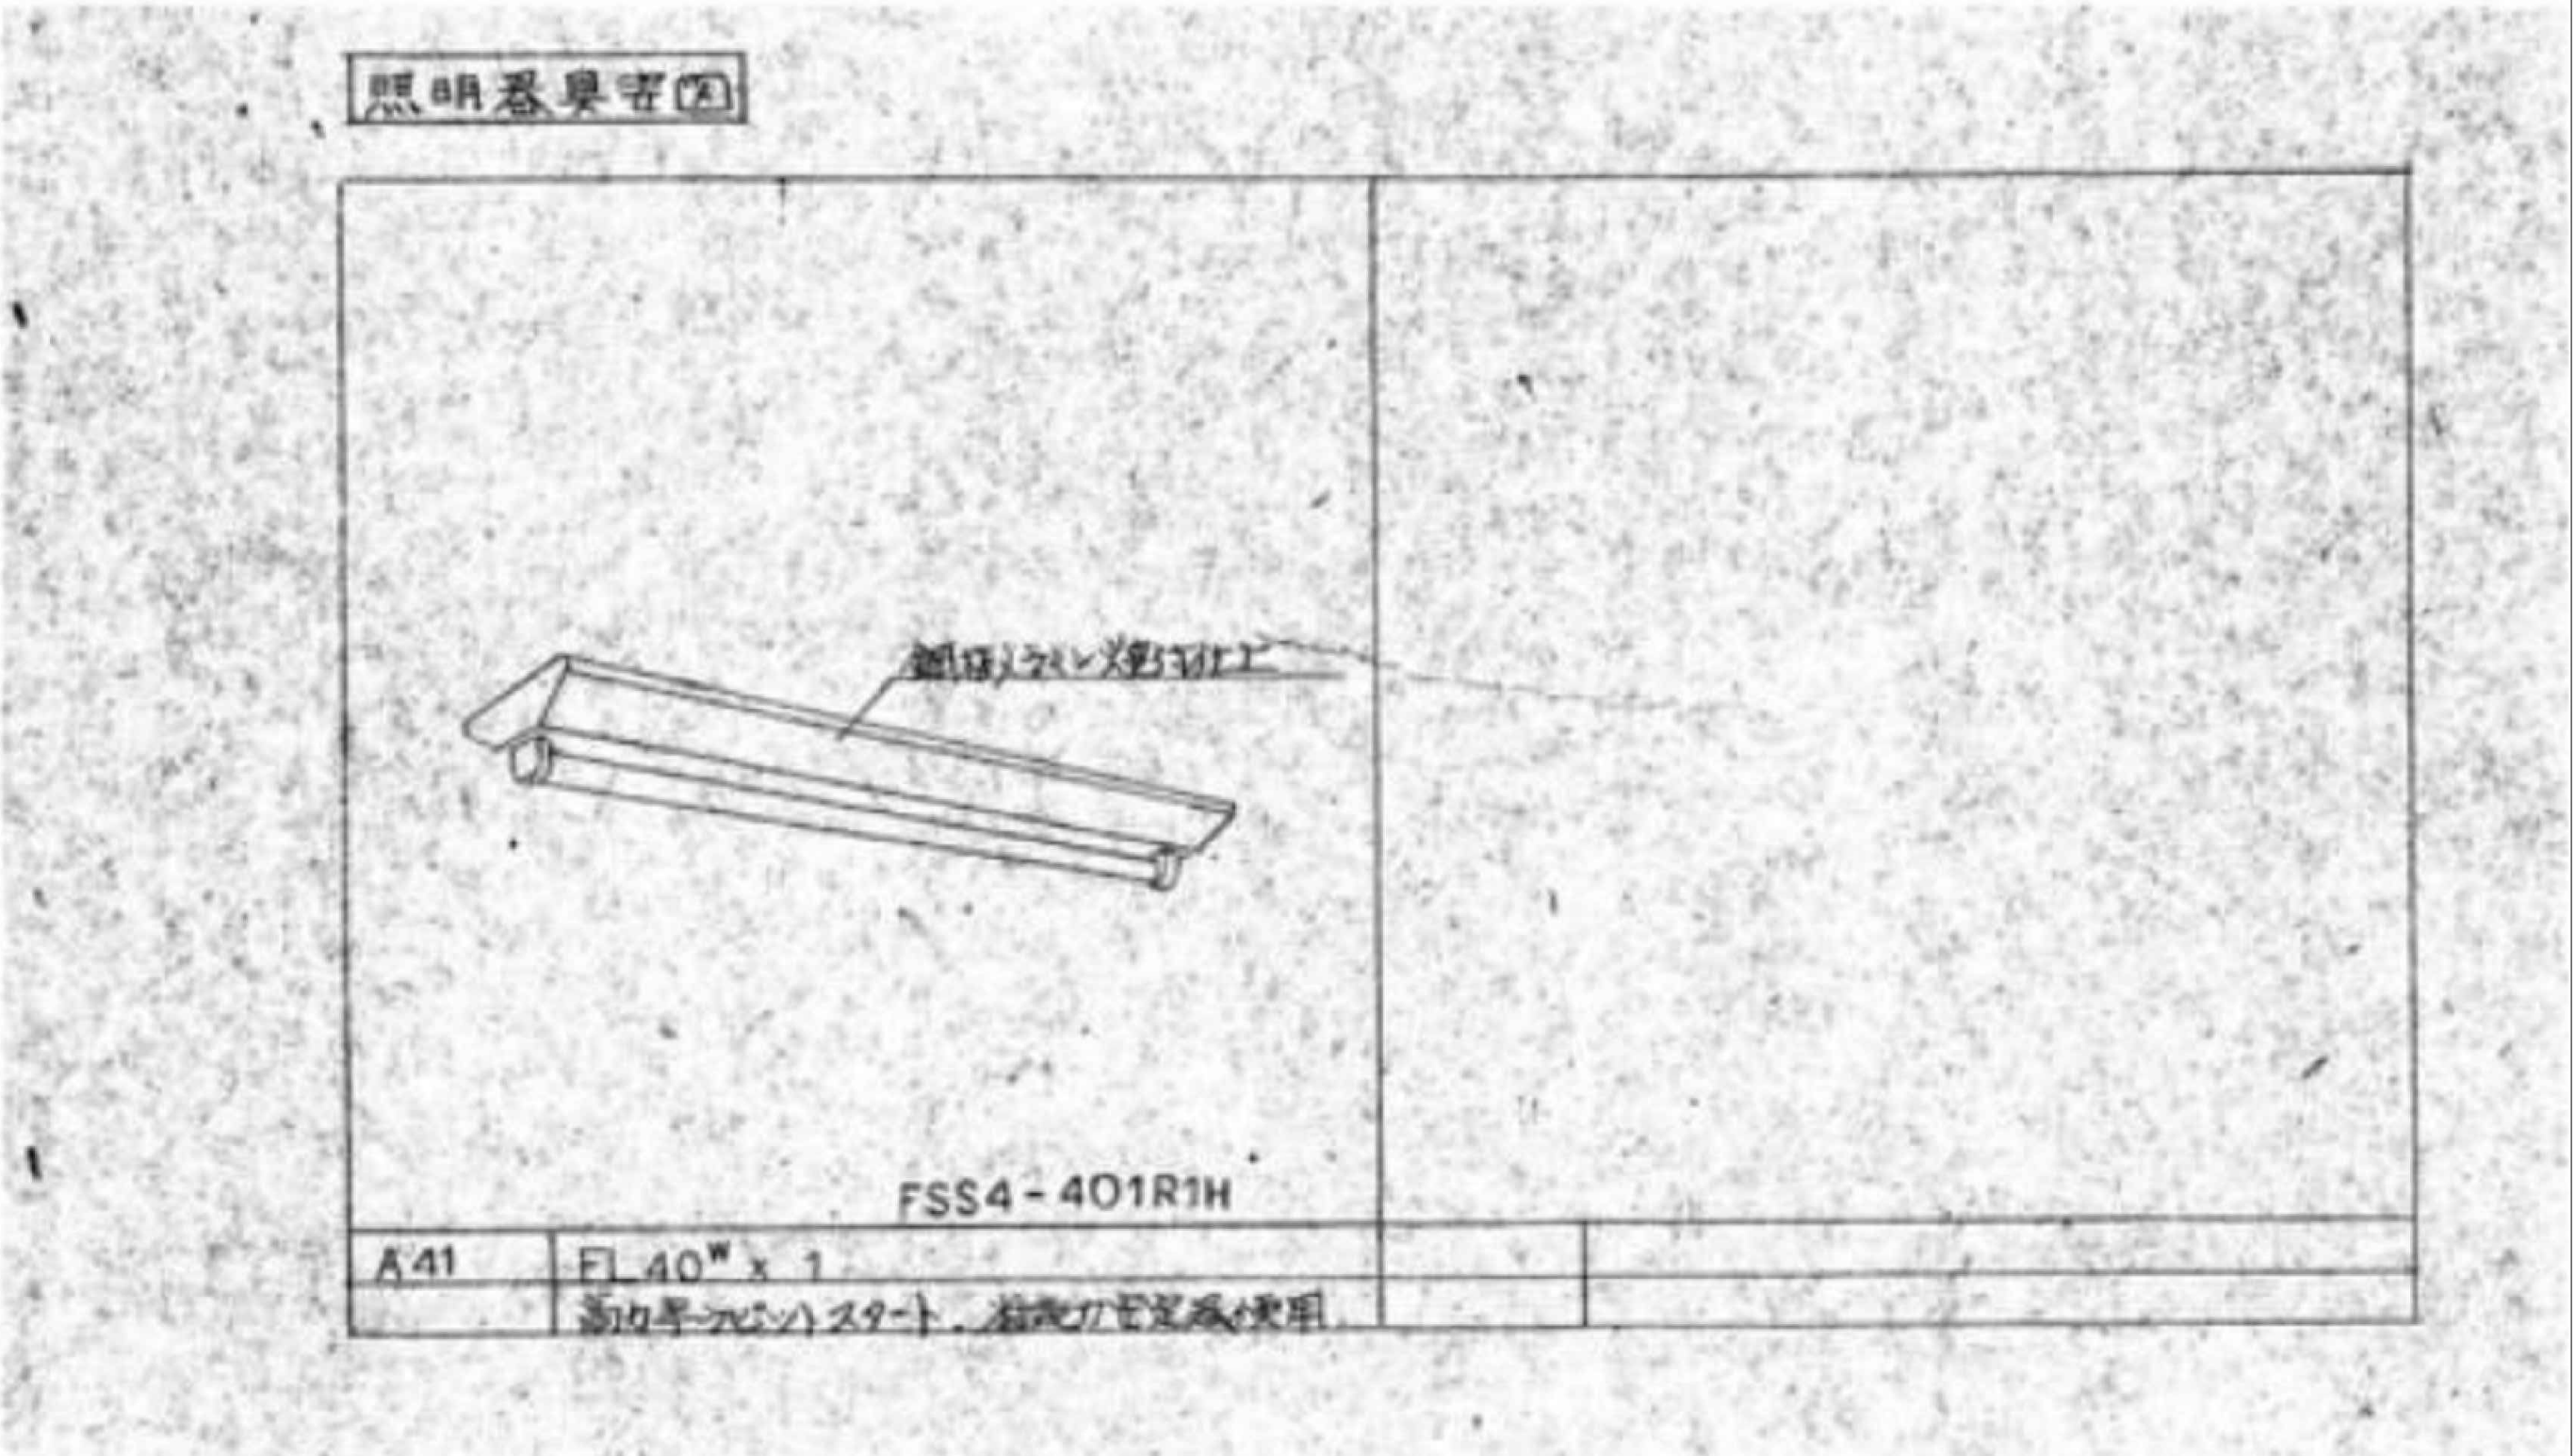 照明器具姿図
鋼板メラミン焼付仕上
FSS4-401R1H
A41
FL40W x 1
高力率ラピットスタート. 安定器使用